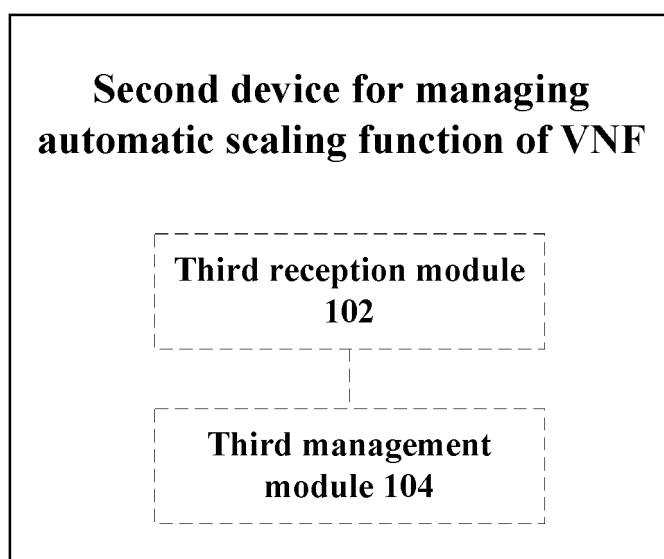 Second device for managing
automatic scaling function of VNF
Third reception module
102
Third management
module 104